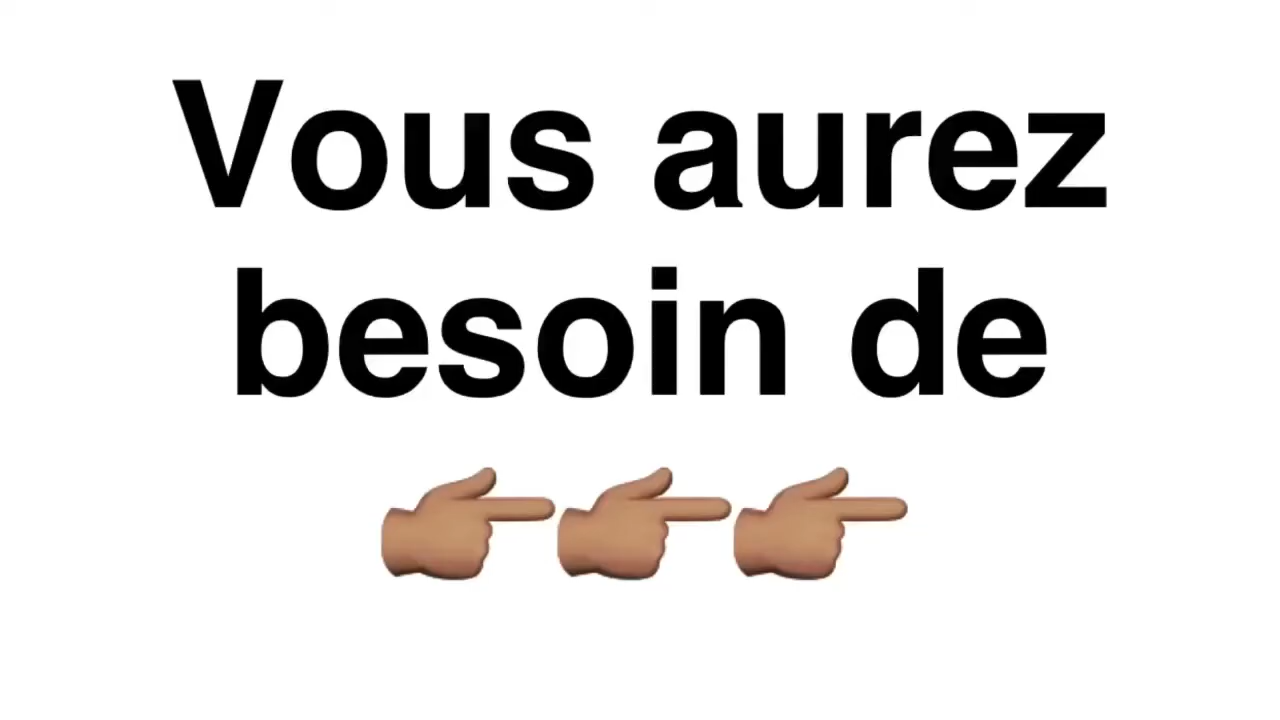 Vous aurez
besoin de
👉🏽👉🏽👉🏽